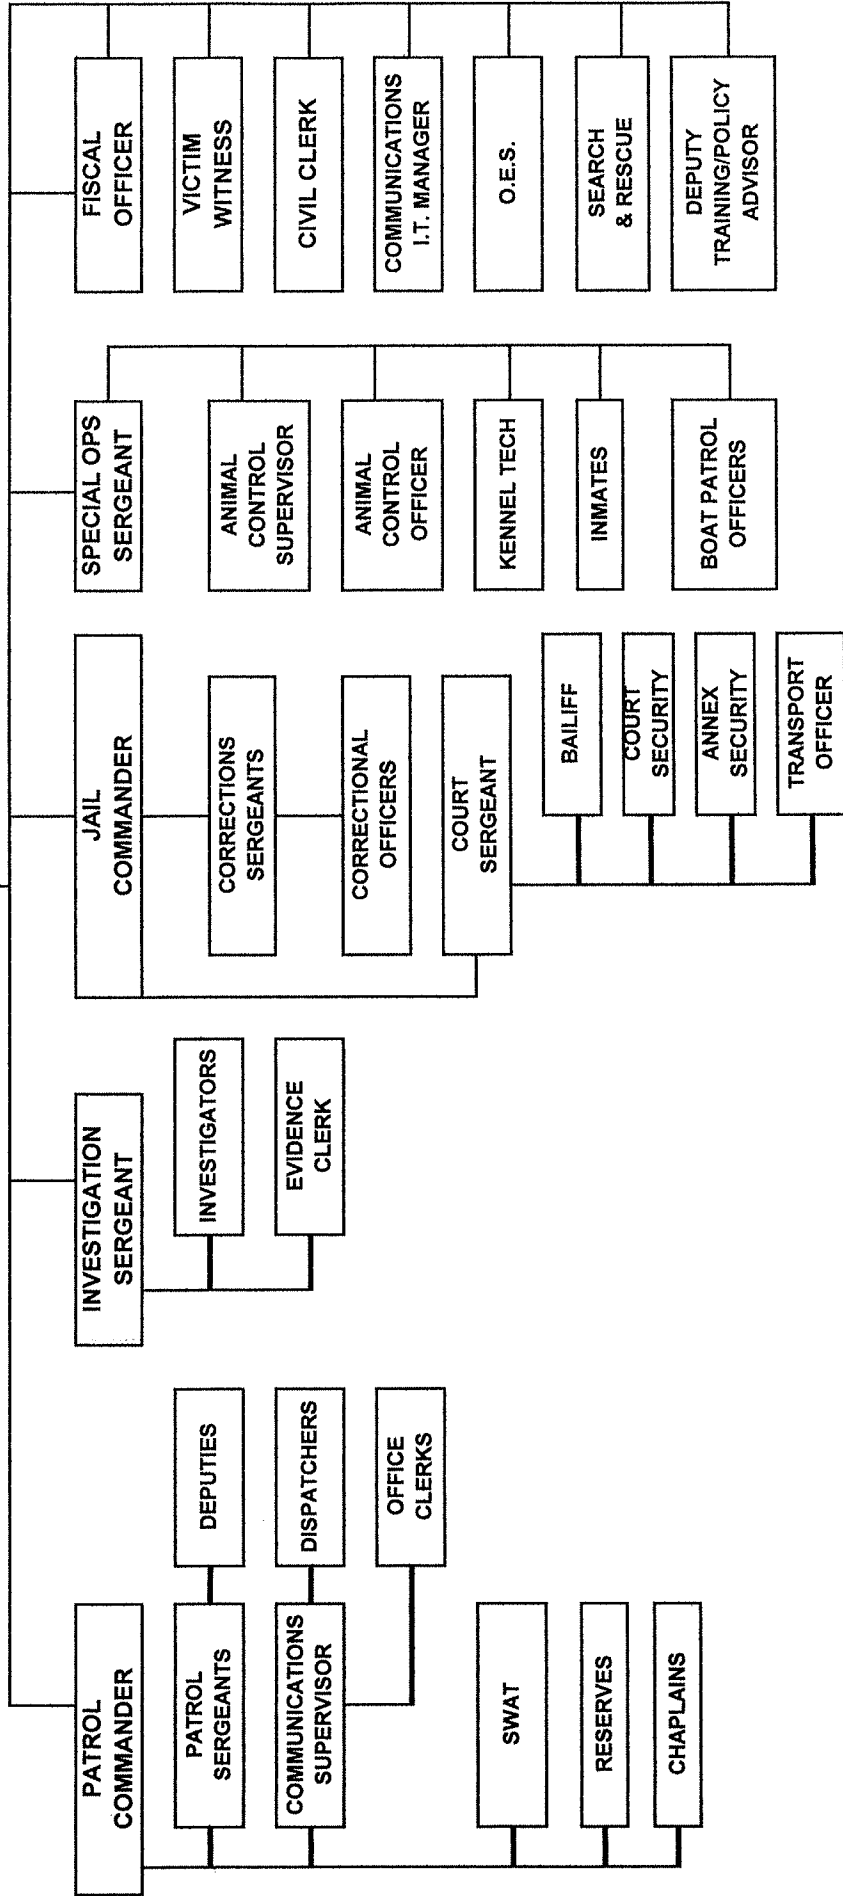 PATROL
COMMANDER
PATROL
SERGEANTS
DEPUTIES
COMMUNICATIONS
SUPERVISOR
DISPATCHERS
OFFICE
CLERKS
SWAT
RESERVES
CHAPLAINS
INVESTIGATION
SERGEANT
INVESTIGATORS
EVIDENCE
CLERK
JAIL
COMMANDER
CORRECTIONS
SERGEANTS
CORRECTIONAL
OFFICERS
COURT
SERGEANT
BAILIFF
COURT
SECURITY
ANNEX
SECURITY
TRANSPORT
OFFICER
SPECIAL OPS
SERGEANT
ANIMAL
CONTROL
SUPERVISOR
ANIMAL
CONTROL
OFFICER
KENNEL TECH
INMATES
BOAT PATROL
OFFICERS
FISCAL
OFFICER
VICTIM
WITNESS
CIVIL CLERK
COMMUNICATIONS
I.T. MANAGER
O.E.S.
SEARCH
& RESCUE
DEPUTY
TRAINING/POLICY
ADVISOR